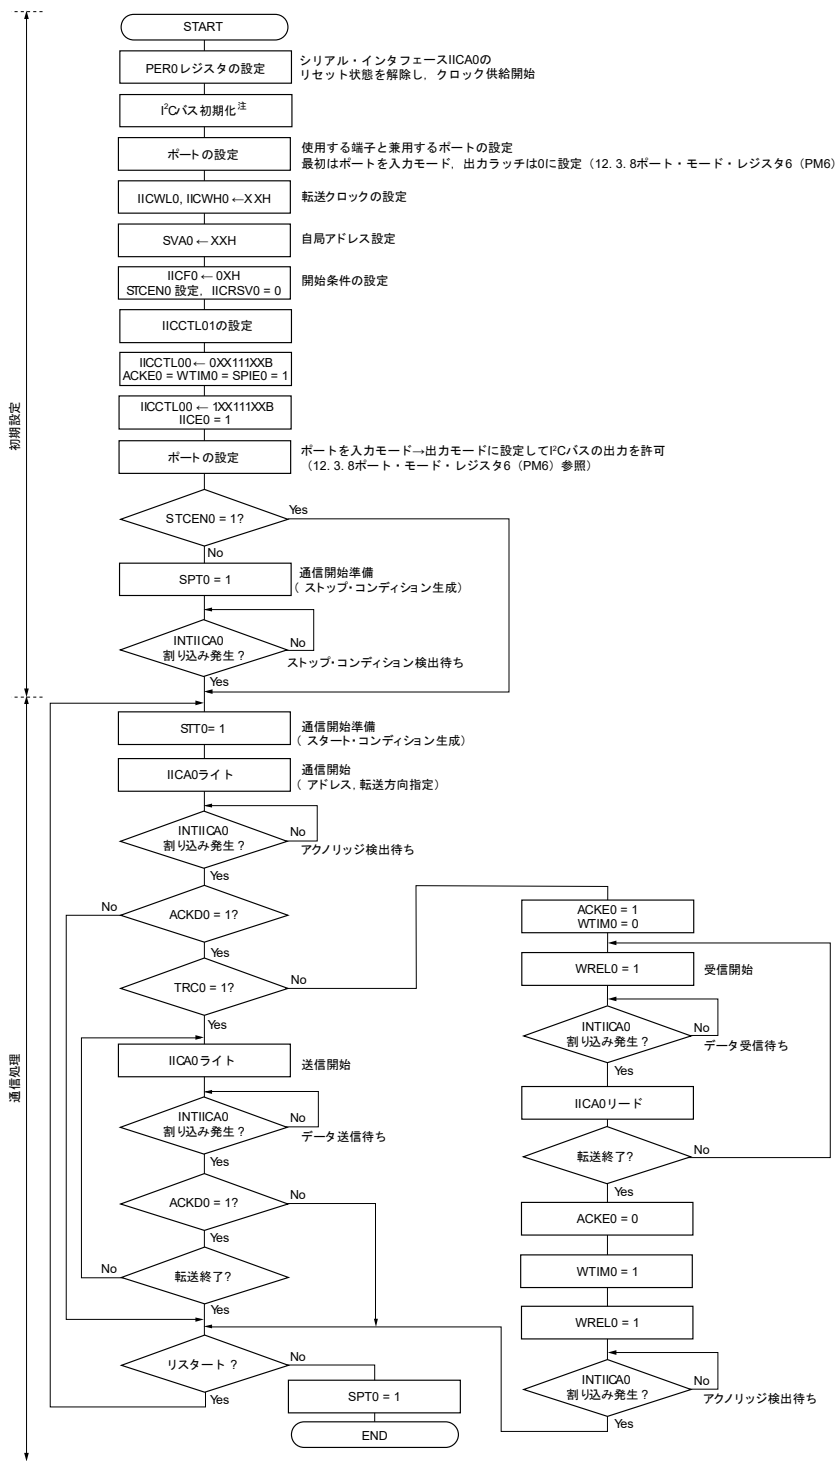 START
PER0レジスタの設定
シリアル・インタフェースIICA0の
リセット状態を解除し，クロック供給開始
I²Cバス初期化注
ポートの設定
使用する端子と兼用するポートの設定
最初はポートを入力モード，出力ラッチは0に設定（12. 3. 8ポート・モード・レジスタ6（PM6）
IICWL0, IICWH0 ←XXH
転送クロックの設定
SVA0 ← XXH
自局アドレス設定
IICF0 ← 0XH
STCEN0 設定，IICRSV0 = 0
開始条件の設定
IICCTL01の設定
IICCTL00 ← 0XX111XXB
ACKE0 = WTIM0 = SPIE0 = 1
IICCTL00 ← 1XX111XXB
IICE0 = 1
初期設定
ポートの設定
ポートを入力モード→出力モードに設定してI²Cバスの出力を許可
（12. 3. 8ポート・モード・レジスタ6（PM6）参照）
STCEN0 = 1?
Yes
No
SPT0 = 1
通信開始準備
（ ストップ・コンディション生成）
INTIICA0
割り込み発生？
No
ストップ・コンディション検出待ち
Yes
STT0= 1
通信開始準備
（ スタート・コンディション生成）
IICA0ライト
通信開始
（ アドレス，転送方向指定）
INTIICA0
割り込み発生？
No
アクノリッジ検出待ち
Yes
No
ACKD0 = 1?
Yes
TRC0 = 1?
No
Yes
ACKE0 = 1
WTIM0 = 0
WREL0 = 1
受信開始
INTIICA0
割り込み発生？
No
データ受信待ち
Yes
IICA0リード
転送終了？
No
Yes
ACKE0 = 0
WTIM0 = 1
WREL0 = 1
INTIICA0
割り込み発生？
No
アクノリッジ検出待ち
Yes
通信処理
IICA0ライト
送信開始
INTIICA0
割り込み発生？
No
データ送信待ち
Yes
ACKD0 = 1?
No
Yes
No
転送終了？
Yes
リスタート？
No
Yes
SPT0 = 1
END